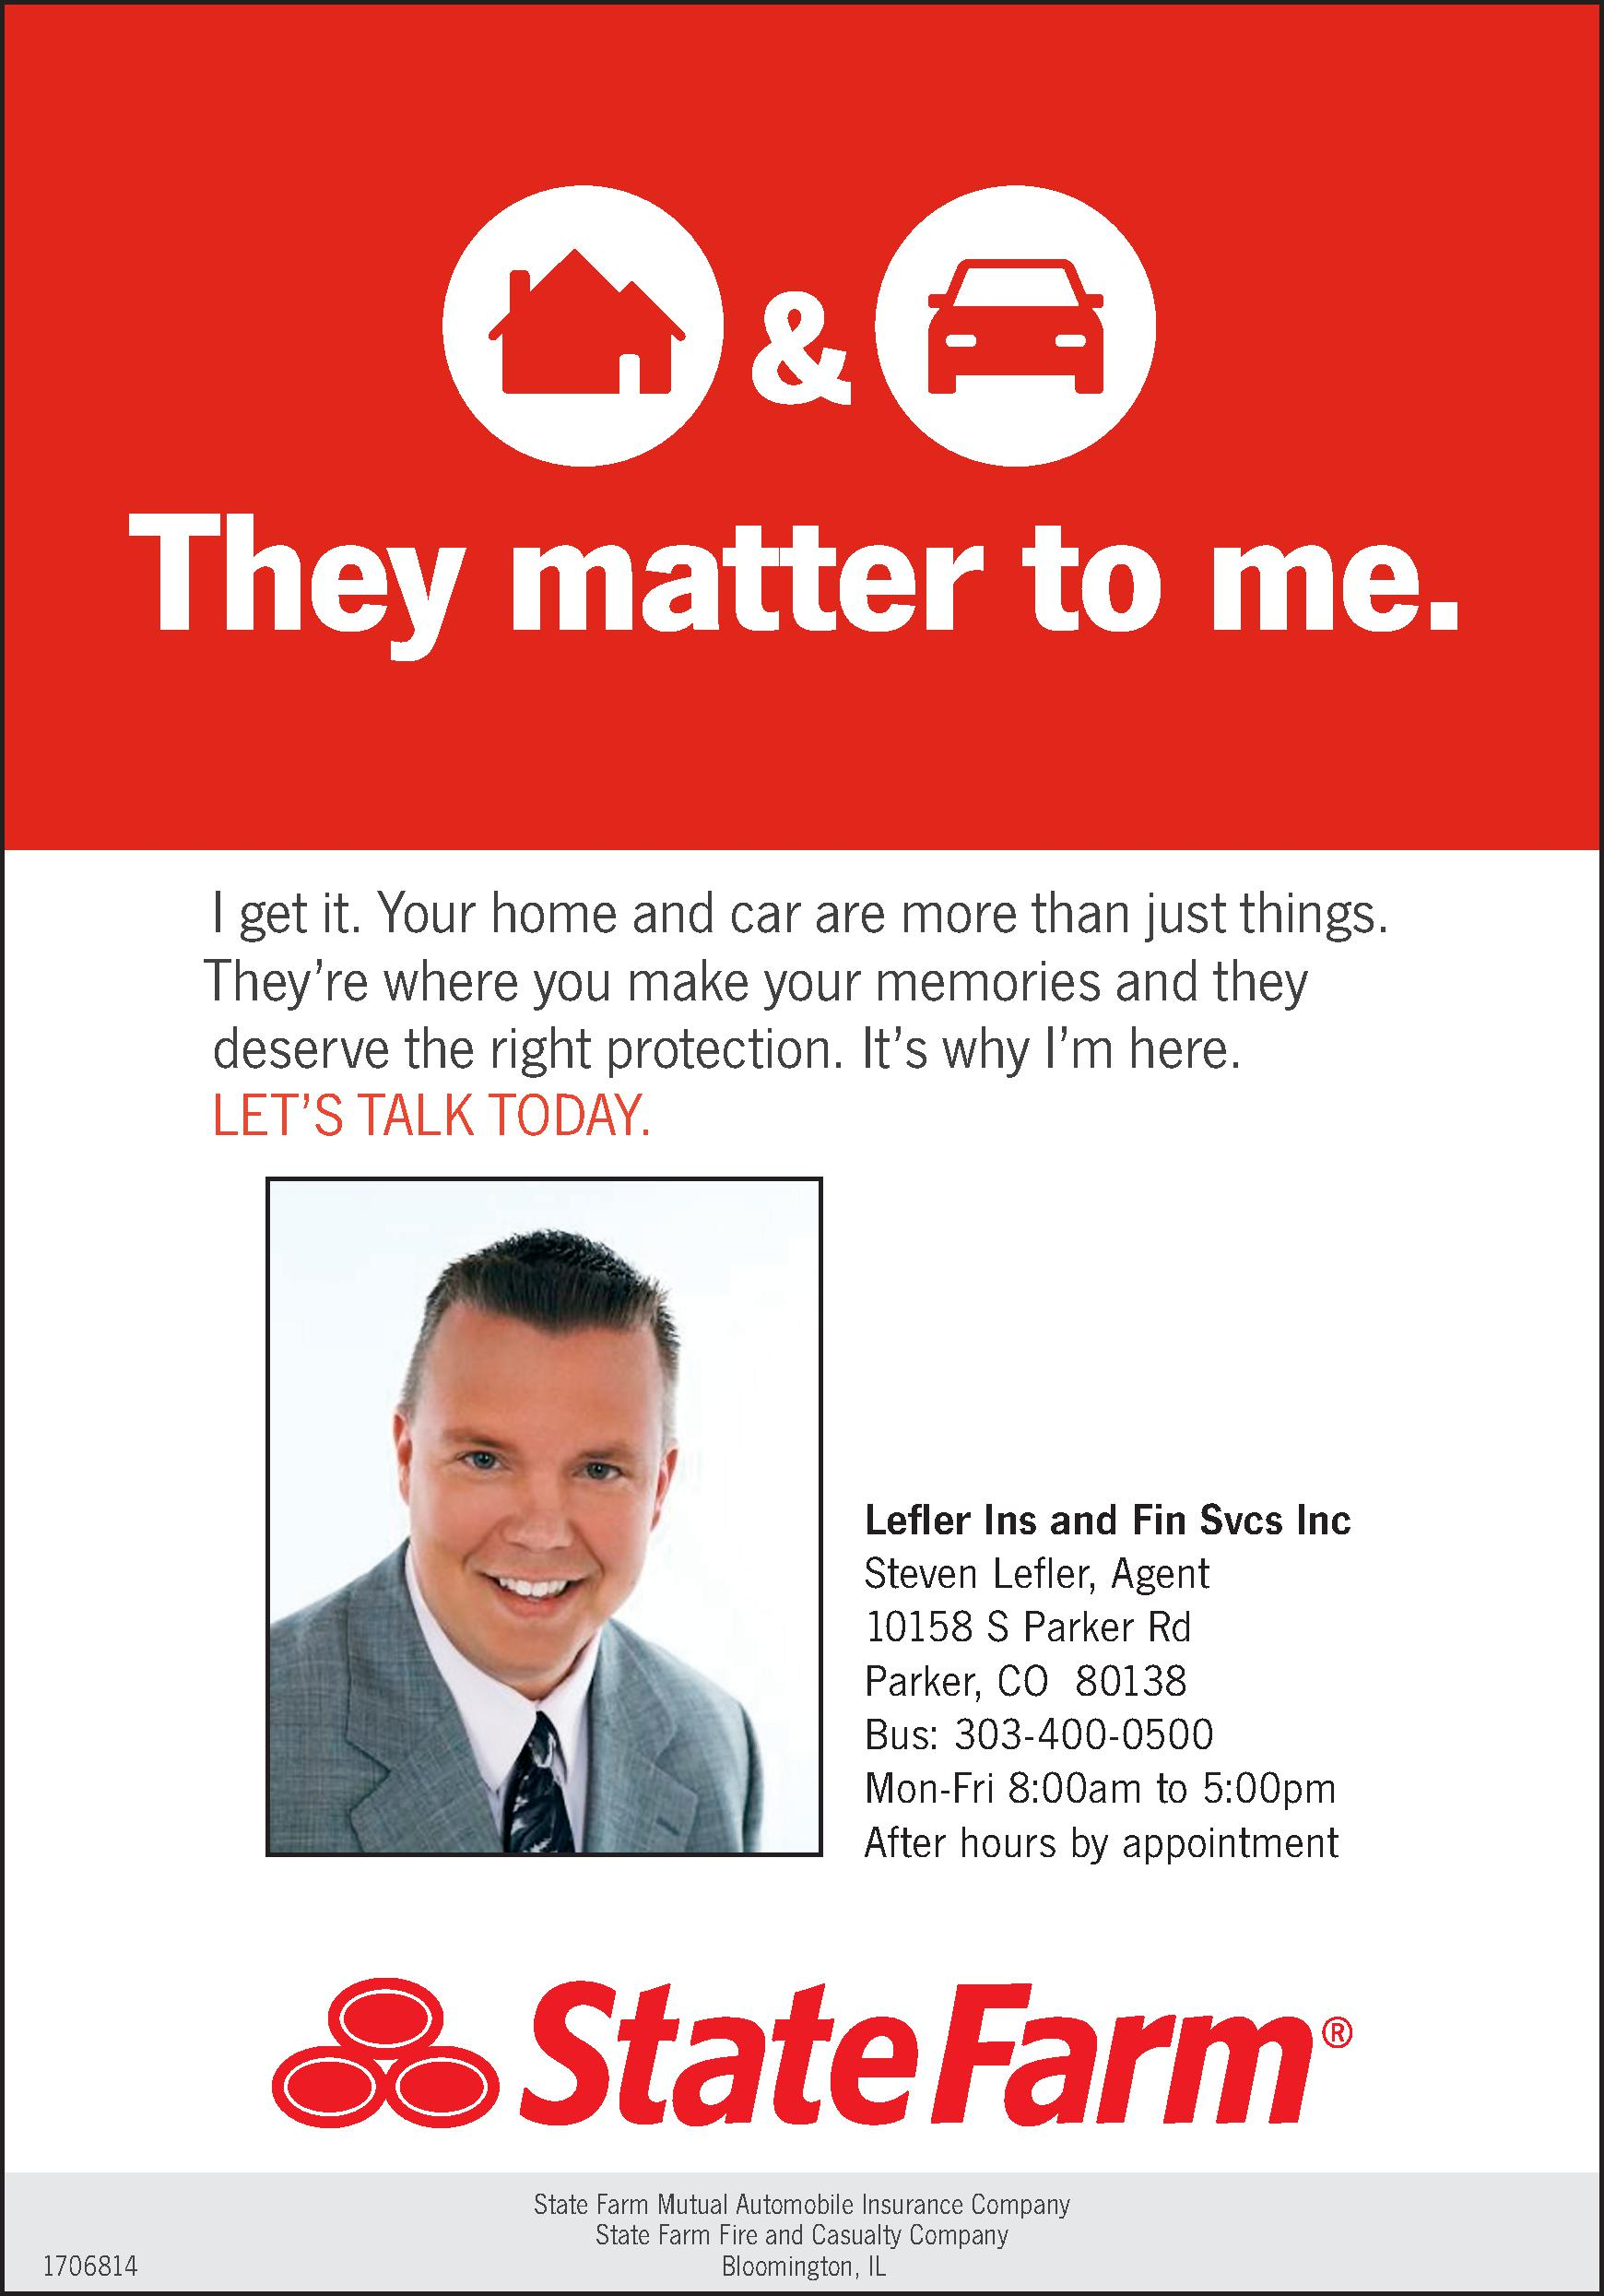 &
They matter to me.
I get it. Your home and car are more than just things.
They're where you make your memories and they
deserve the right protection. It's why I'm here.
LET'S TALK TODAY.
Lefler Ins and Fin Svcs Inc
Steven Lefler, Agent
10158 S Parker Rd
Parker, CO 80138
Bus: 303-400-0500
Mon-Fri 8:00am to 5:00pm
After hours by appointment
StateFarm®
State Farm Mutual Automobile Insurance Company
State Farm Fire and Casualty Company
Bloomington, IL
1706814